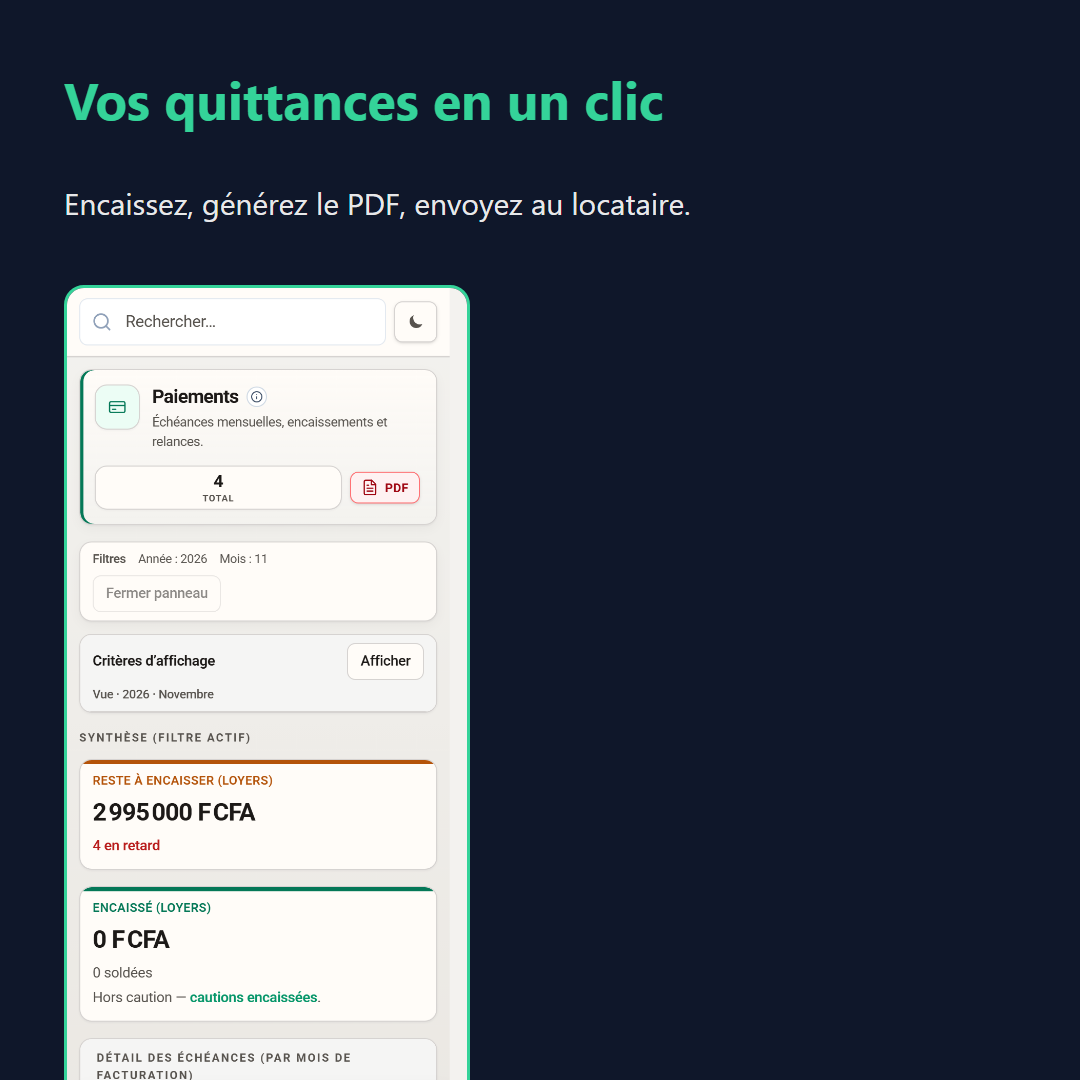 Vos quittances en un clic
Encaissez, générez le PDF, envoyez au locataire.
Rechercher...
Paiements
Échéances mensuelles, encaissements et
relances.
4
TOTAL
PDF
Filtres Année : 2026 Mois : 11
Fermer panneau
Critères d’affichage
Afficher
Vue · 2026 · Novembre
SYNTHÈSE (FILTRE ACTIF)
RESTE À ENCAISSER (LOYERS)
2 995 000 FCFA
4 en retard
ENCAISSÉ (LOYERS)
0 FCFA
0 soldées
Hors caution — cautions encaissées.
DÉTAIL DES ÉCHÉANCES (PAR MOIS DE
FACTURATION)